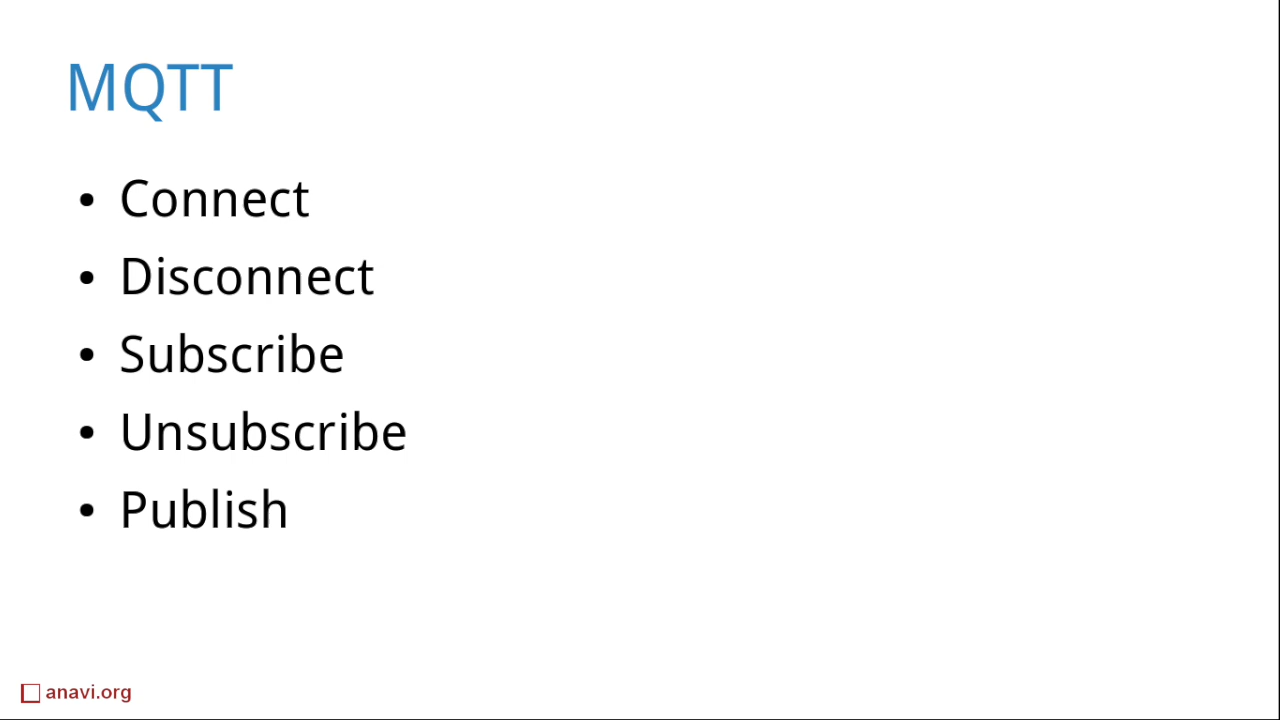 MQTT
• Connect
• Disconnect
• Subscribe
• Unsubscribe
• Publish
anavi.org